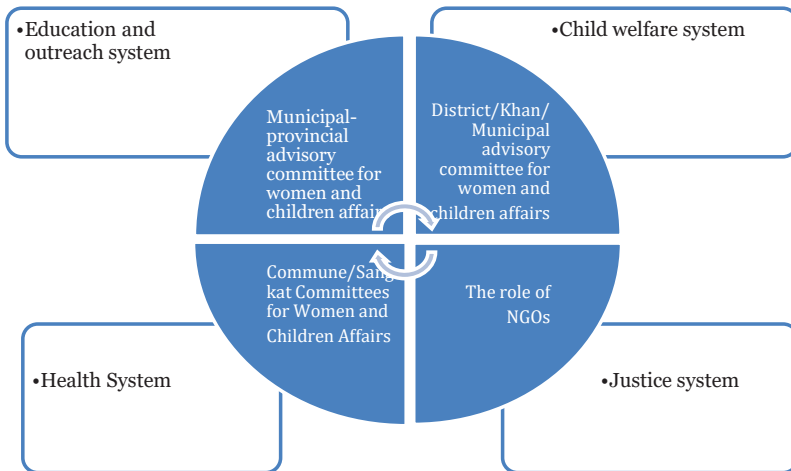 •Education and
outreach system
•Child welfare system
Municipal-
provincial
advisory
committee for
women and
children affair
District/Khan/
Municipal
advisory
committee for
women and
children affairs
Commune/Sang
kat Committees
for Women and
Children Affairs
The role of
NGOs
•Health System
•Justice system